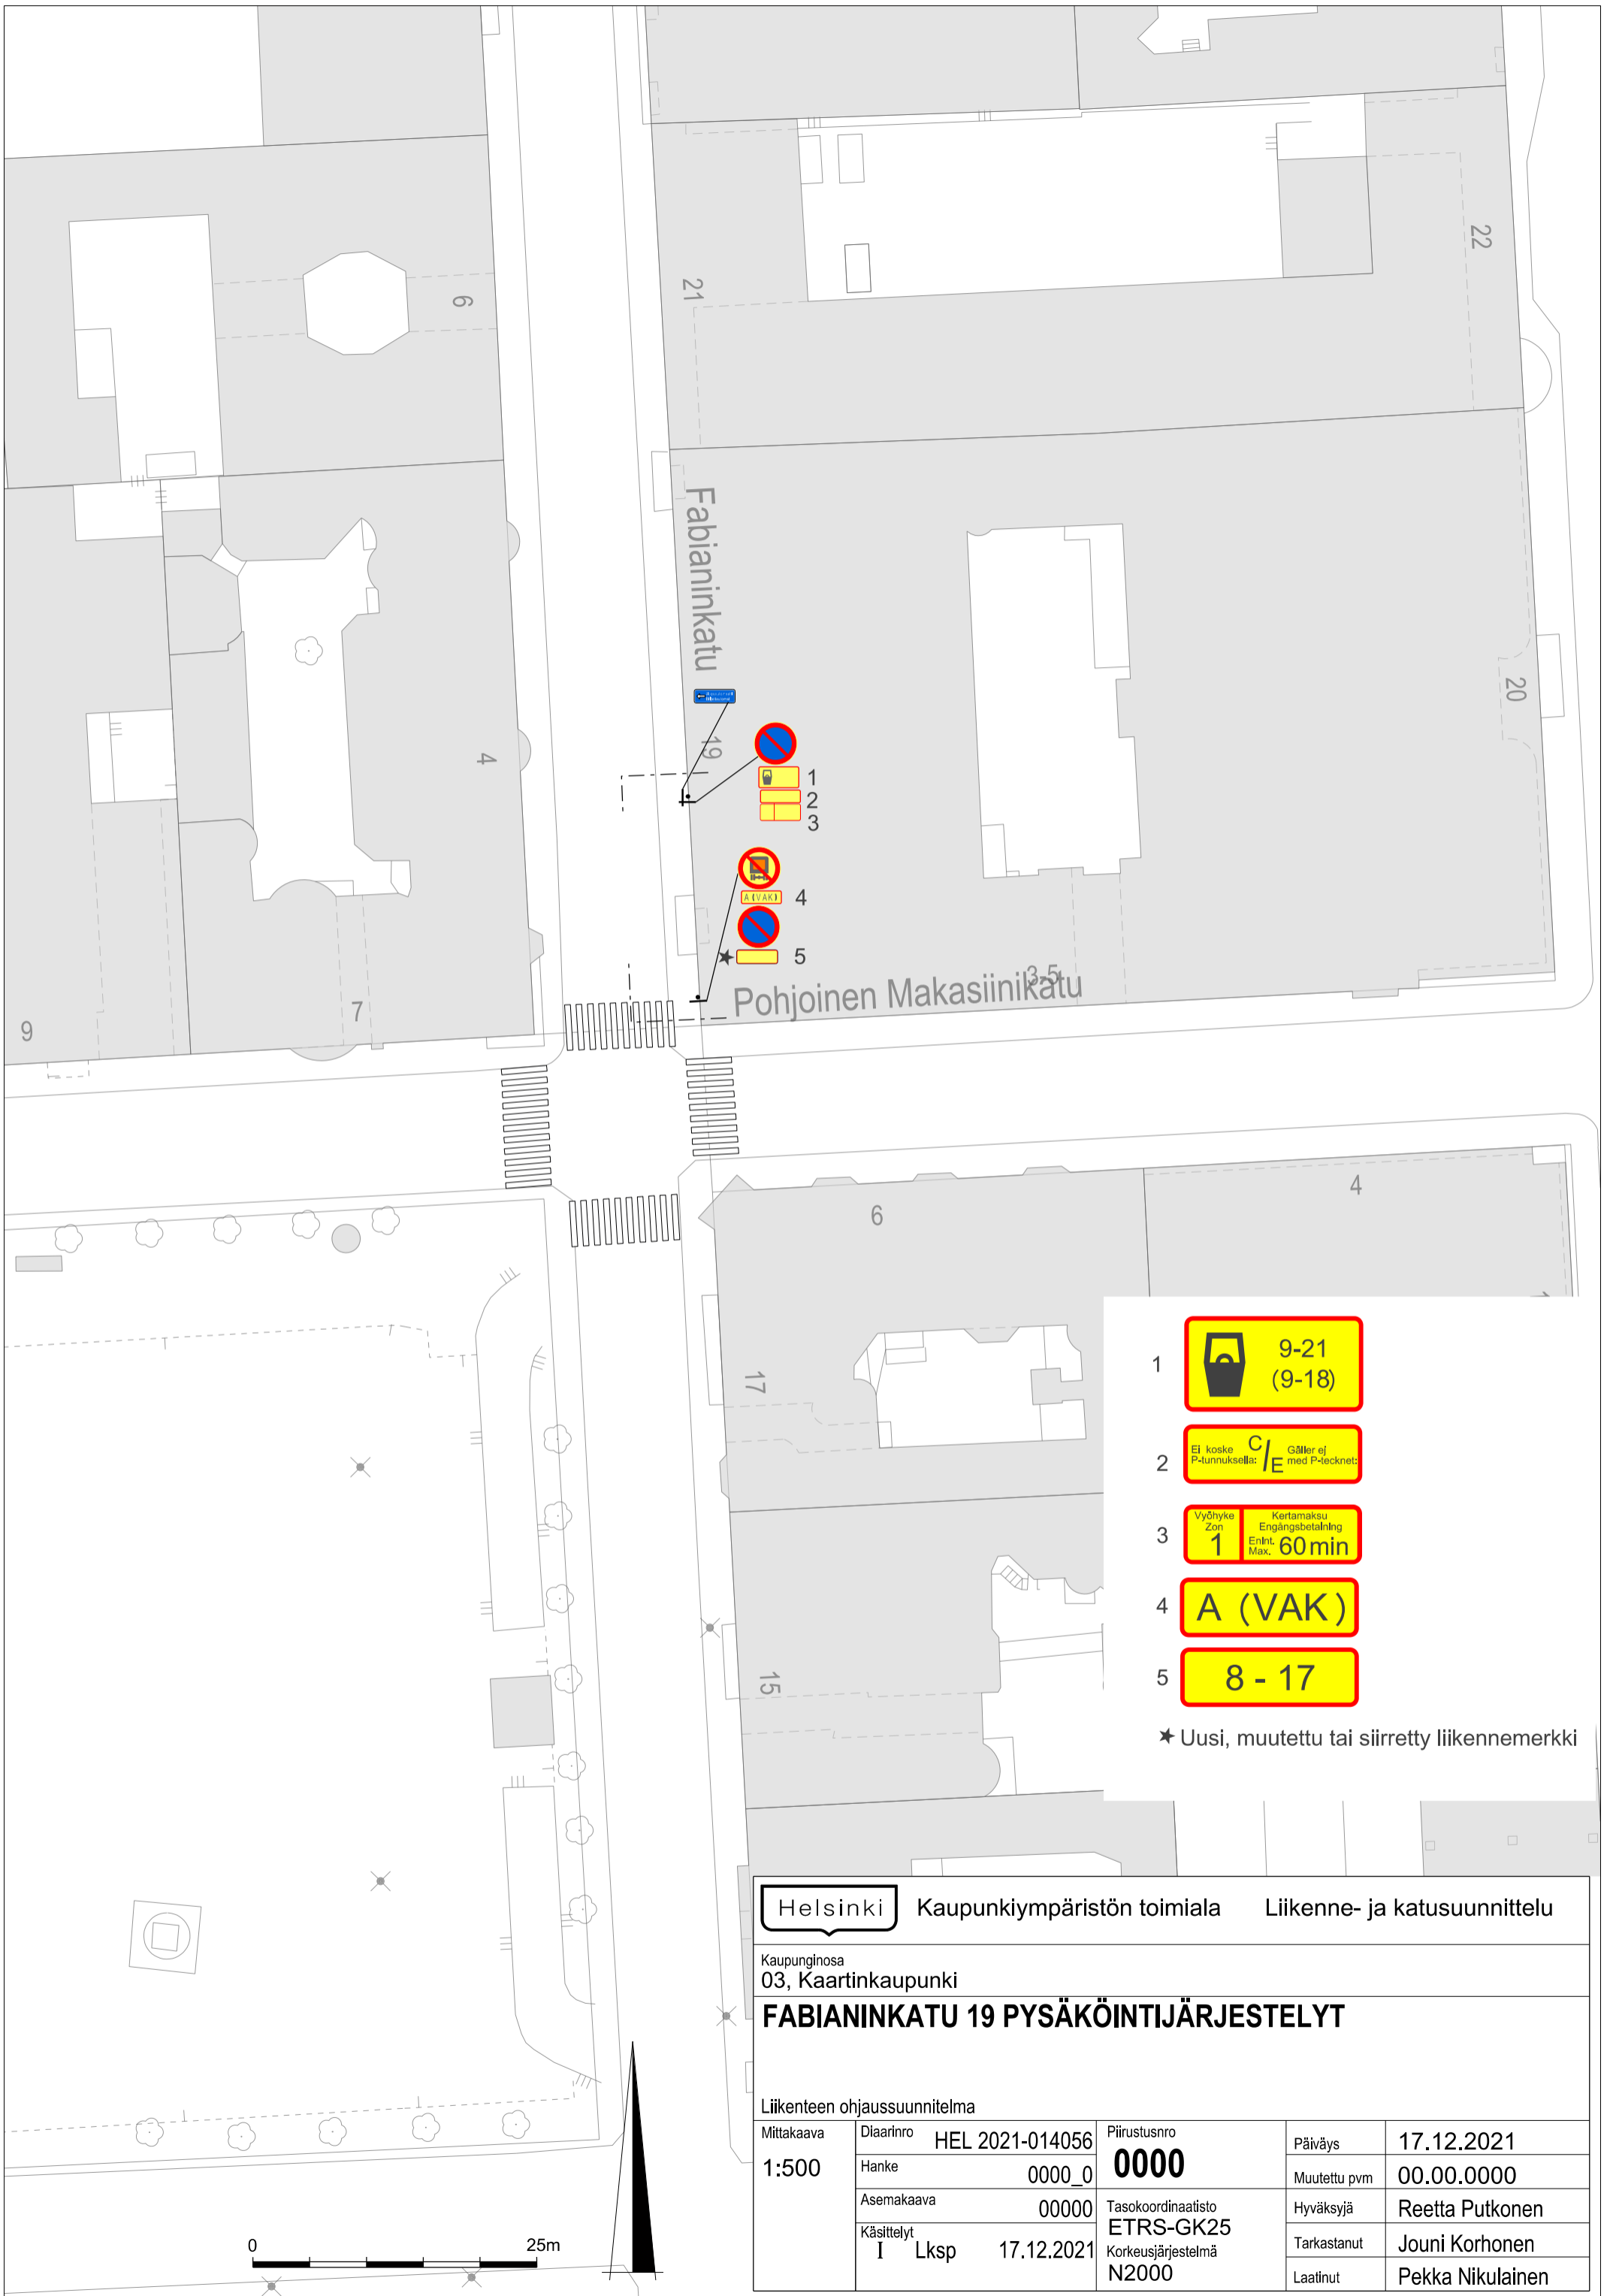 22
21
6
Fabianinkatu
20
19
4
1
2
3
A (VAK)
4
5
3-5
Pohjoinen Makasiinikatu
7
9
4
6
17
15
1 9-21
(9-18)
2 Ei koske P-tunnuksella: C/E Gäller ej med P-tecknet:
3 Vyöhyke Zon 1 Kertamaksu Engångsbetalning Enint. Max. 60 min
4 A (VAK)
5 8 - 17
★ Uusi, muutettu tai siirretty liikennemerkki
Helsinki Kaupunkiympäristön toimiala Liikenne- ja katusuunnittelu
Kaupunginosa
03, Kaartinkaupunki
FABIANINKATU 19 PYSÄKÖINTIJÄRJESTELYT
Liikenteen ohjaussuunnitelma
Mittakaava
1:500
Diaarinro HEL 2021-014056
Hanke 0000_0
Asemakaava 00000
Käsittelyt
I Lksp 17.12.2021
Piirustusnro
0000
Tasokoordinaatisto
ETRS-GK25
Korkeusjärjestelmä
N2000
Päiväys 17.12.2021
Muutettu pvm 00.00.0000
Hyväksyjä Reetta Putkonen
Tarkastanut Jouni Korhonen
Laatinut Pekka Nikulainen
0 25m